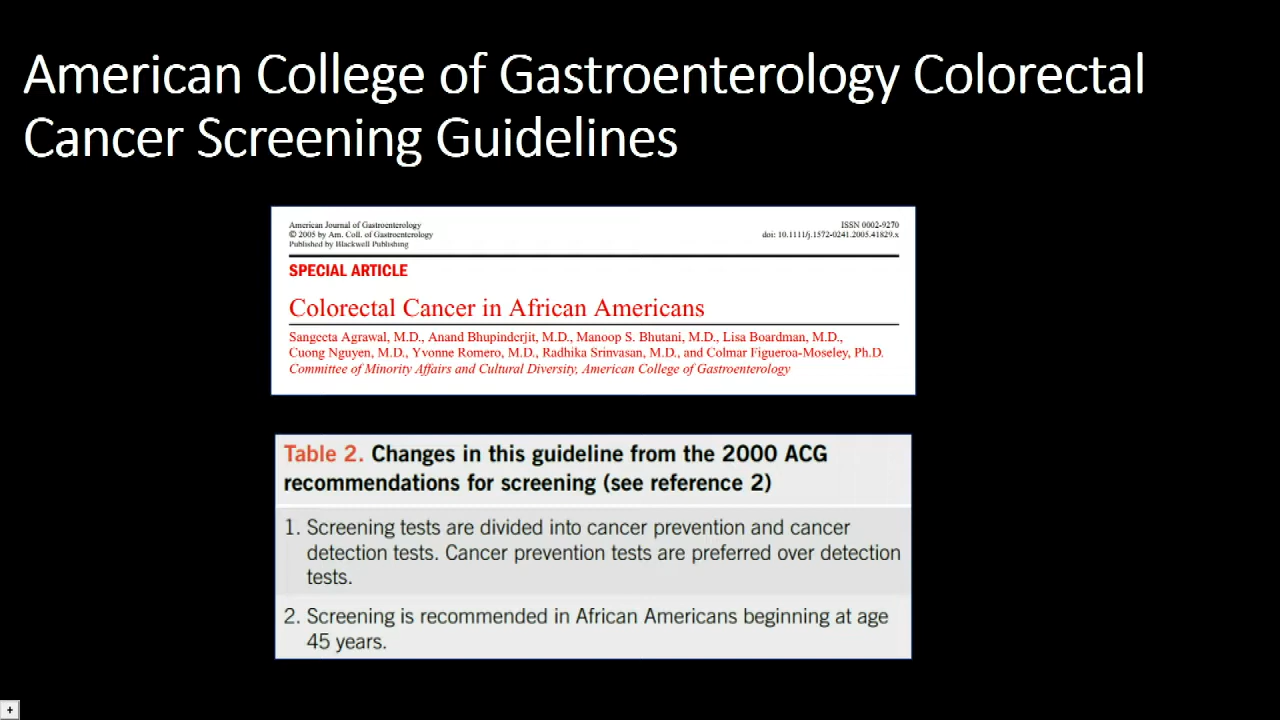 American College of Gastroenterology Colorectal
Cancer Screening Guidelines
American Journal of Gastroenterology
© 2005 by Am. Coll. of Gastroenterology
Published by Blackwell Publishing
ISSN 0002-9270
doi: 10.1111/j.1572-0241.2005.41829.x
SPECIAL ARTICLE
Colorectal Cancer in African Americans
Sangeeta Agrawal, M.D., Anand Bhupinderjit, M.D., Manoop S. Bhutani, M.D., Lisa Boardman, M.D.,
Cuong Nguyen, M.D., Yvonne Romero, M.D., Radhika Srinvasan, M.D., and Colmar Figueroa-Moseley, Ph.D.
Committee of Minority Affairs and Cultural Diversity, American College of Gastroenterology
Table 2. Changes in this guideline from the 2000 ACG
recommendations for screening (see reference 2)
1. Screening tests are divided into cancer prevention and cancer
detection tests. Cancer prevention tests are preferred over detection
tests.
2. Screening is recommended in African Americans beginning at age
45 years.
+